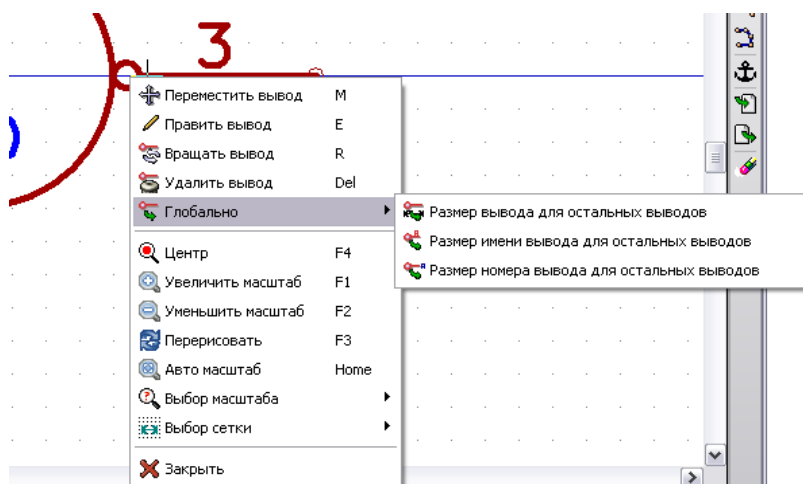 3
Переместить вывод M
Править вывод E
Вращать вывод R
Удалить вывод Del
Глобально
Размер вывода для остальных выводов
Размер имени вывода для остальных выводов
Размер номера вывода для остальных выводов
Центр F4
Увеличить масштаб F1
Уменьшить масштаб F2
Перерисовать F3
Авто масштаб Home
Выбор масштаба
Выбор сетки
Закрыть